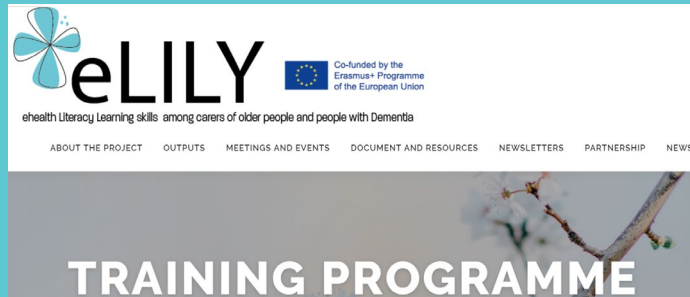 eLILY
Co-funded by the
Erasmus+ Programme
of the European Union
ehealth Literacy Learning skills among carers of older people and people with Dementia
ABOUT THE PROJECT OUTPUTS MEETINGS AND EVENTS DOCUMENT AND RESOURCES NEWSLETTERS PARTNERSHIP NEWS
TRAINING PROGRAMME